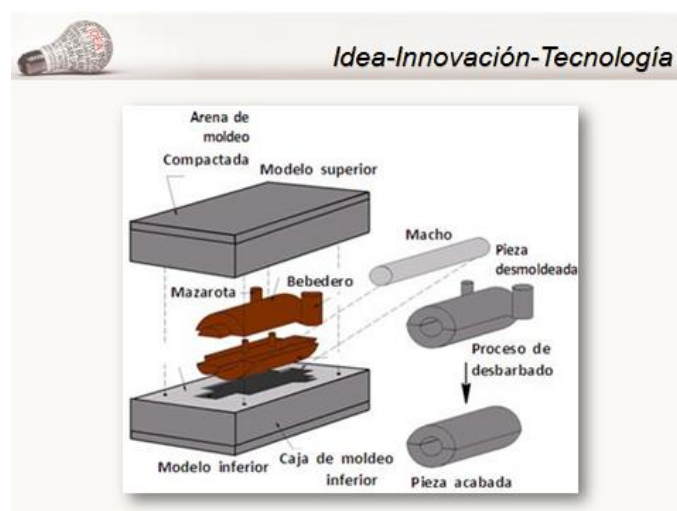 Idea-Innovación-Tecnología
Arena de
moldeo
Compactada
Modelo superior
Macho
Pieza
desmoldeada
Mazarota
Bebedero
Proceso de
desbarbado
Modelo inferior
Caja de moldeo
inferior
Pieza acabada